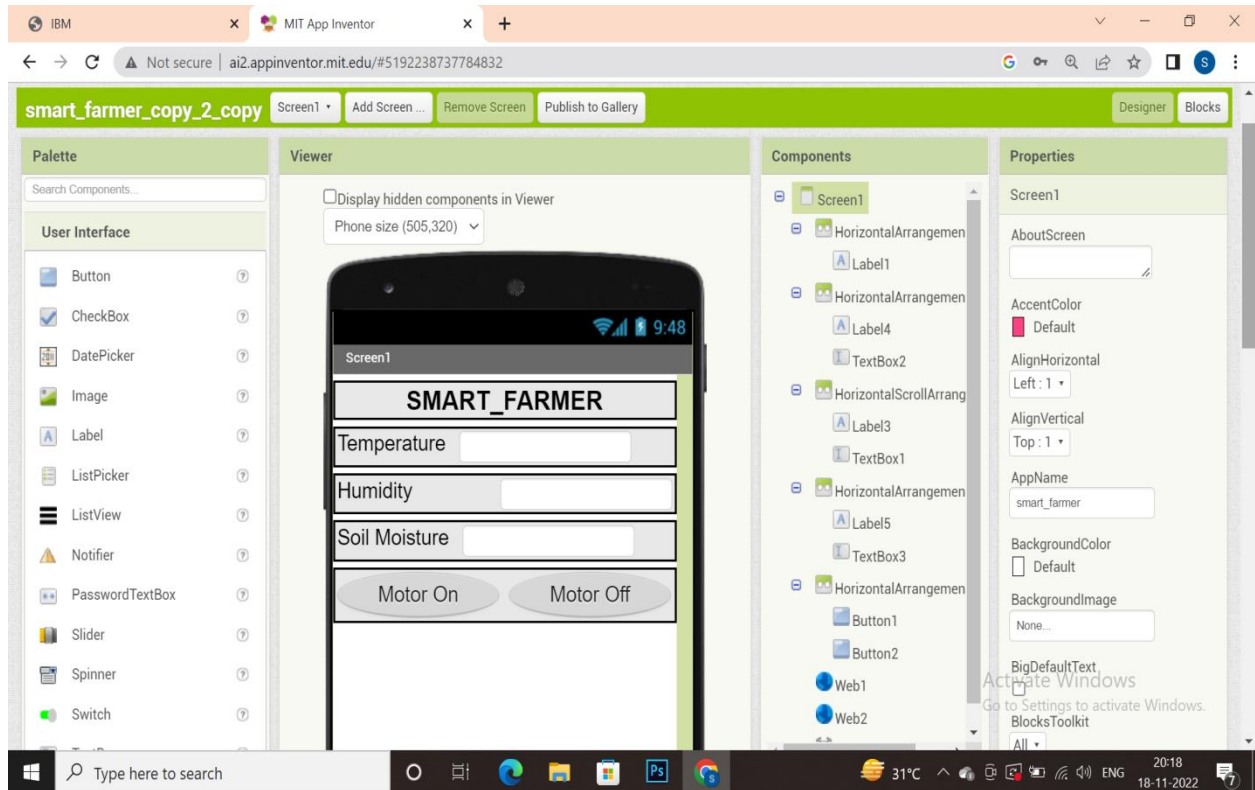 IBM
MIT App Inventor
Not secure | ai2.appinventor.mit.edu/#5192238737784832
S
smart_farmer_copy_2_copy
Screen1
Add Screen ...
Remove Screen
Publish to Gallery
Designer
Blocks
Palette
Search Components...
User Interface
Button
CheckBox
DatePicker
Image
Label
ListPicker
ListView
Notifier
PasswordTextBox
Slider
Spinner
Switch
Viewer
Display hidden components in Viewer
Phone size (505,320)
9:48
Screen1
SMART_FARMER
Temperature
Humidity
Soil Moisture
Motor On
Motor Off
Components
Screen1
HorizontalArrangemen
Label1
HorizontalArrangemen
Label4
TextBox2
HorizontalScrollArrang
Label3
TextBox1
HorizontalArrangemen
Label5
TextBox3
HorizontalArrangemen
Button1
Button2
Web1
Web2
Properties
Screen1
AboutScreen
AccentColor
Default
AlignHorizontal
Left : 1
AlignVertical
Top : 1
AppName
smart_farmer
BackgroundColor
Default
BackgroundImage
None...
BigDefaultText
Activate Windows
Go to Settings to activate Windows.
BlocksToolkit
All
Type here to search
Ps
31°C
ENG
20:18
18-11-2022
7